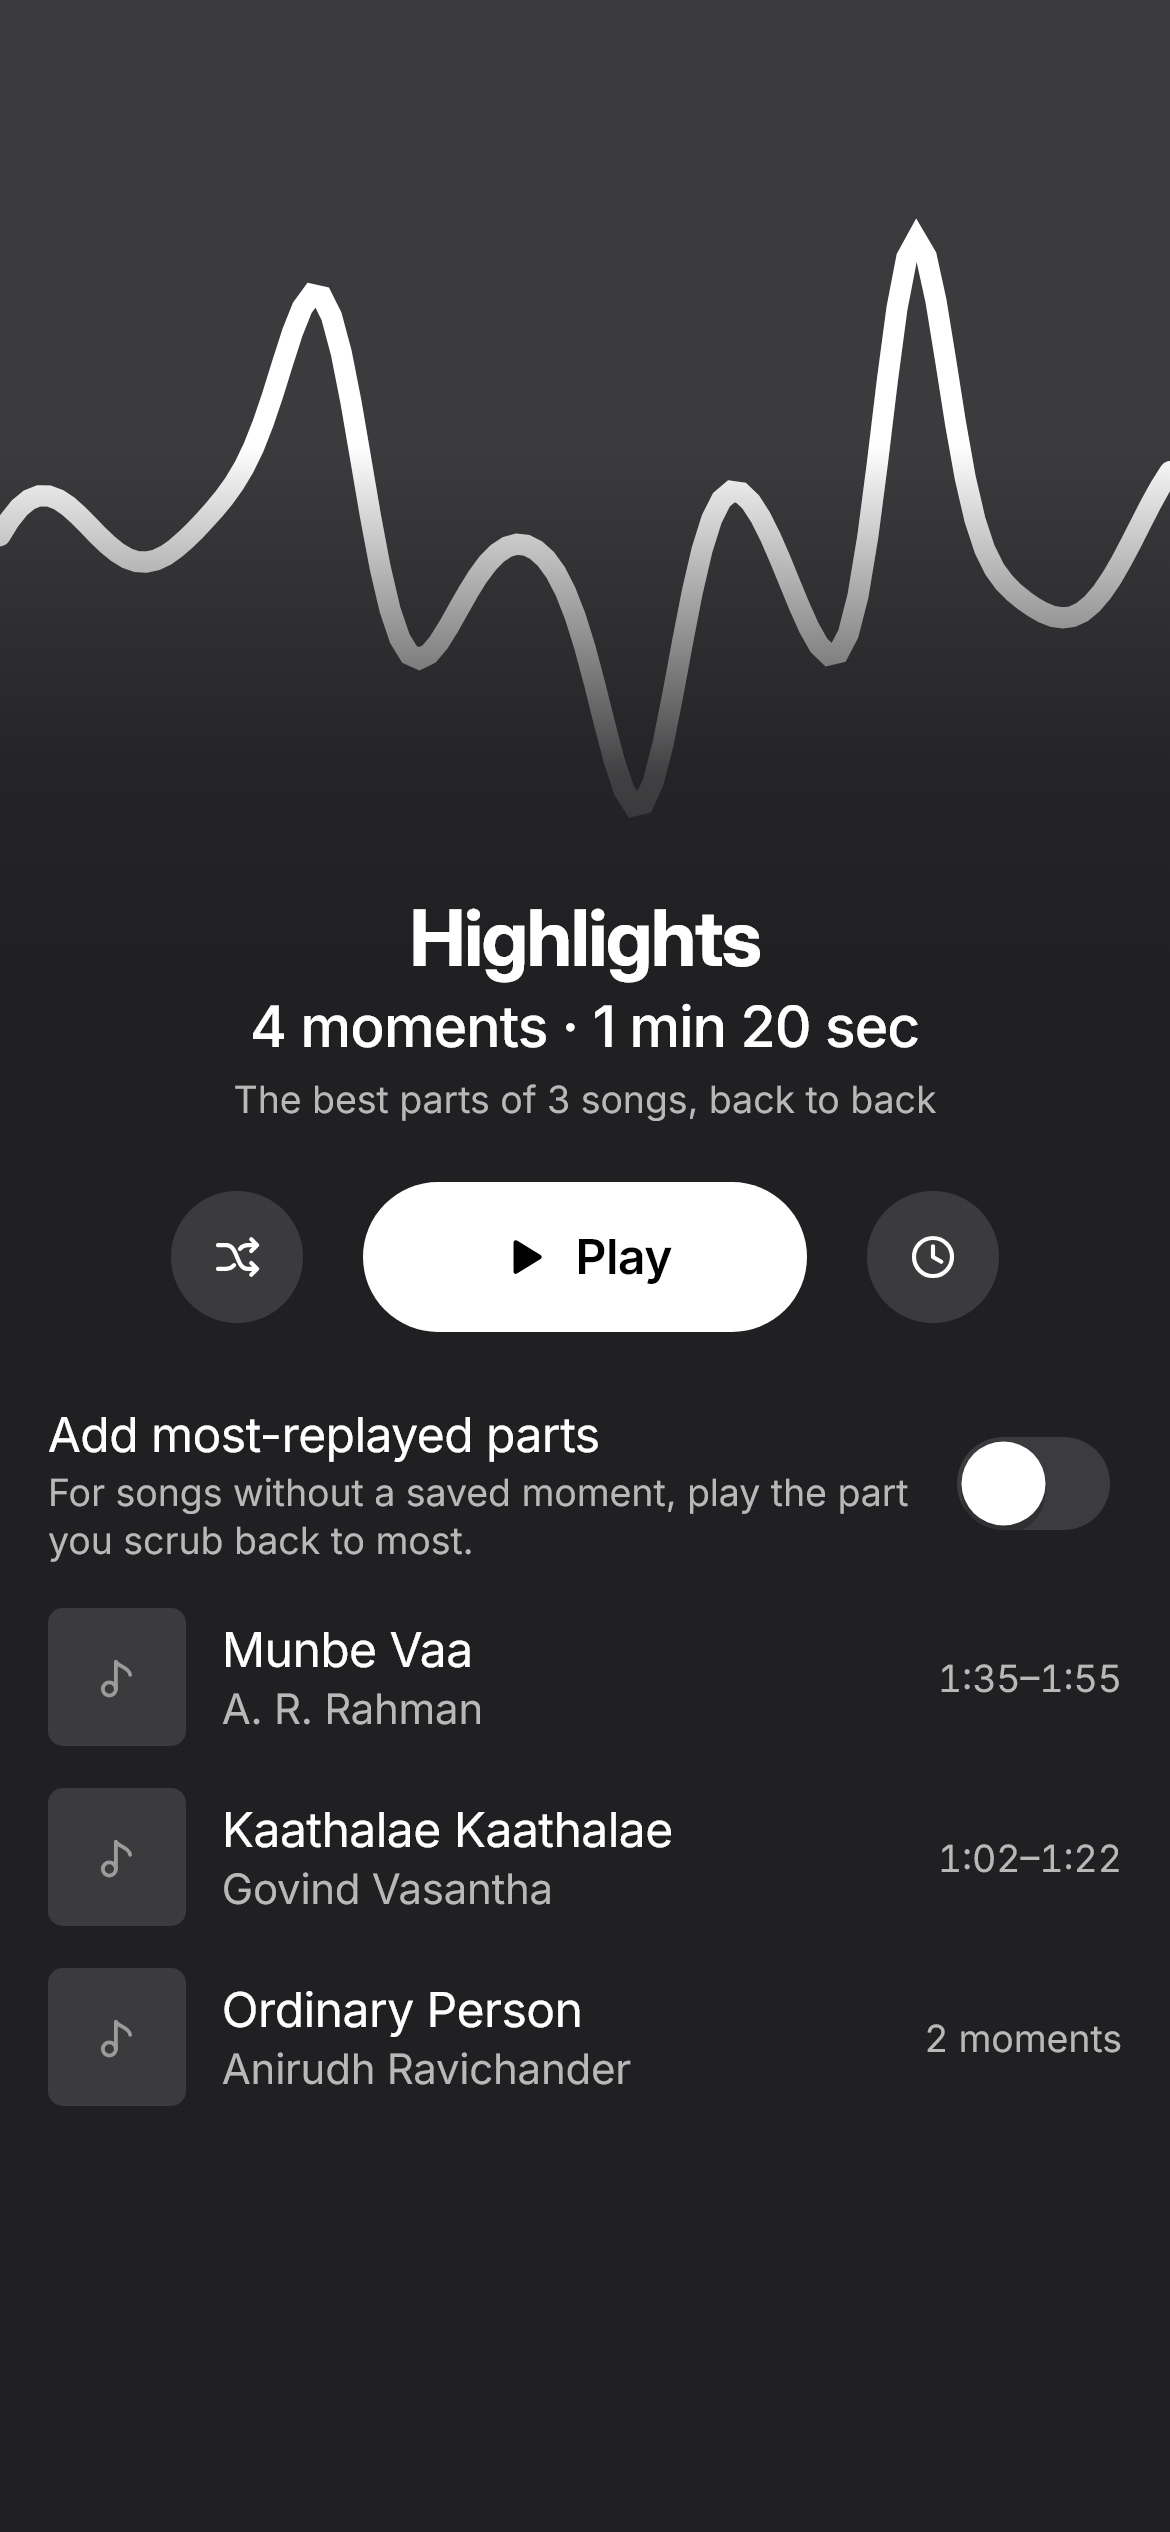 Highlights
4 moments · 1 min 20 sec
The best parts of 3 songs, back to back
Play
Add most-replayed parts
For songs without a saved moment, play the part
you scrub back to most.
Munbe Vaa
A. R. Rahman
1:35–1:55
Kaathalae Kaathalae
Govind Vasantha
1:02–1:22
Ordinary Person
Anirudh Ravichander
2 moments